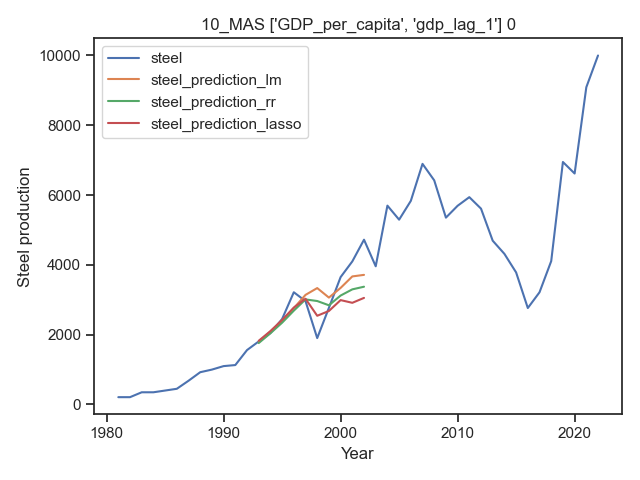 10_MAS ['GDP_per_capita', 'gdp_lag_1'] 0
steel
steel_prediction_lm
steel_prediction_rr
steel_prediction_lasso
Steel production
10000
8000
6000
4000
2000
0
1980
1990
2000
2010
2020
Year